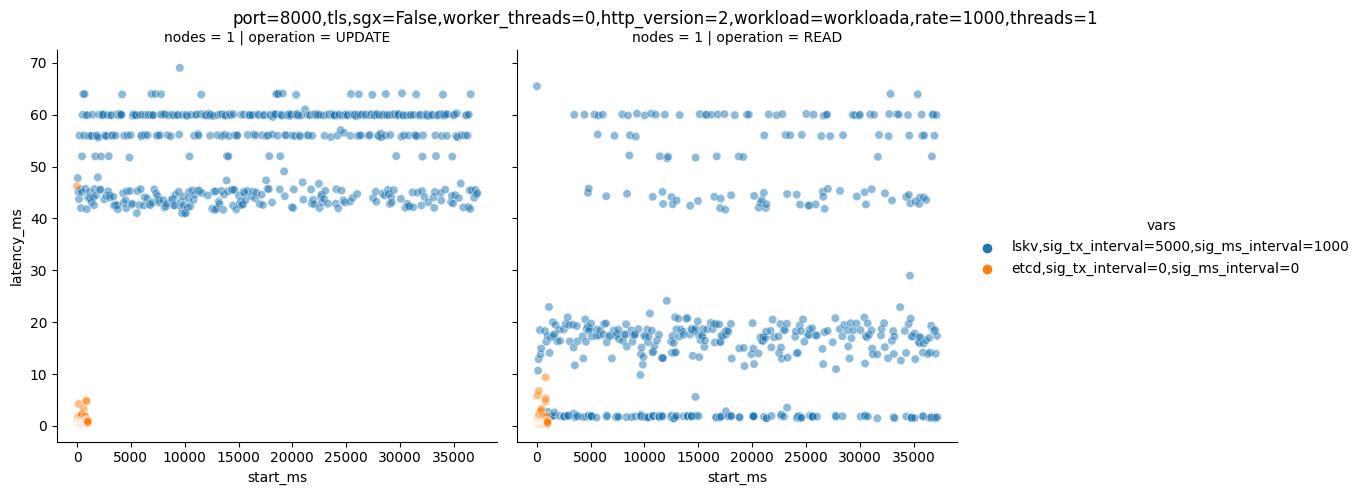 port=8000,tls,sgx=False,worker_threads=0,http_version=2,workload=workloada,rate=1000,threads=1
nodes = 1 | operation = UPDATE
nodes = 1 | operation = READ
latency_ms
70
60
50
40
30
20
10
0
0 5000 10000 15000 20000 25000 30000 35000
start_ms
0 5000 10000 15000 20000 25000 30000 35000
start_ms
vars
lskv,sig_tx_interval=5000,sig_ms_interval=1000
etcd,sig_tx_interval=0,sig_ms_interval=0